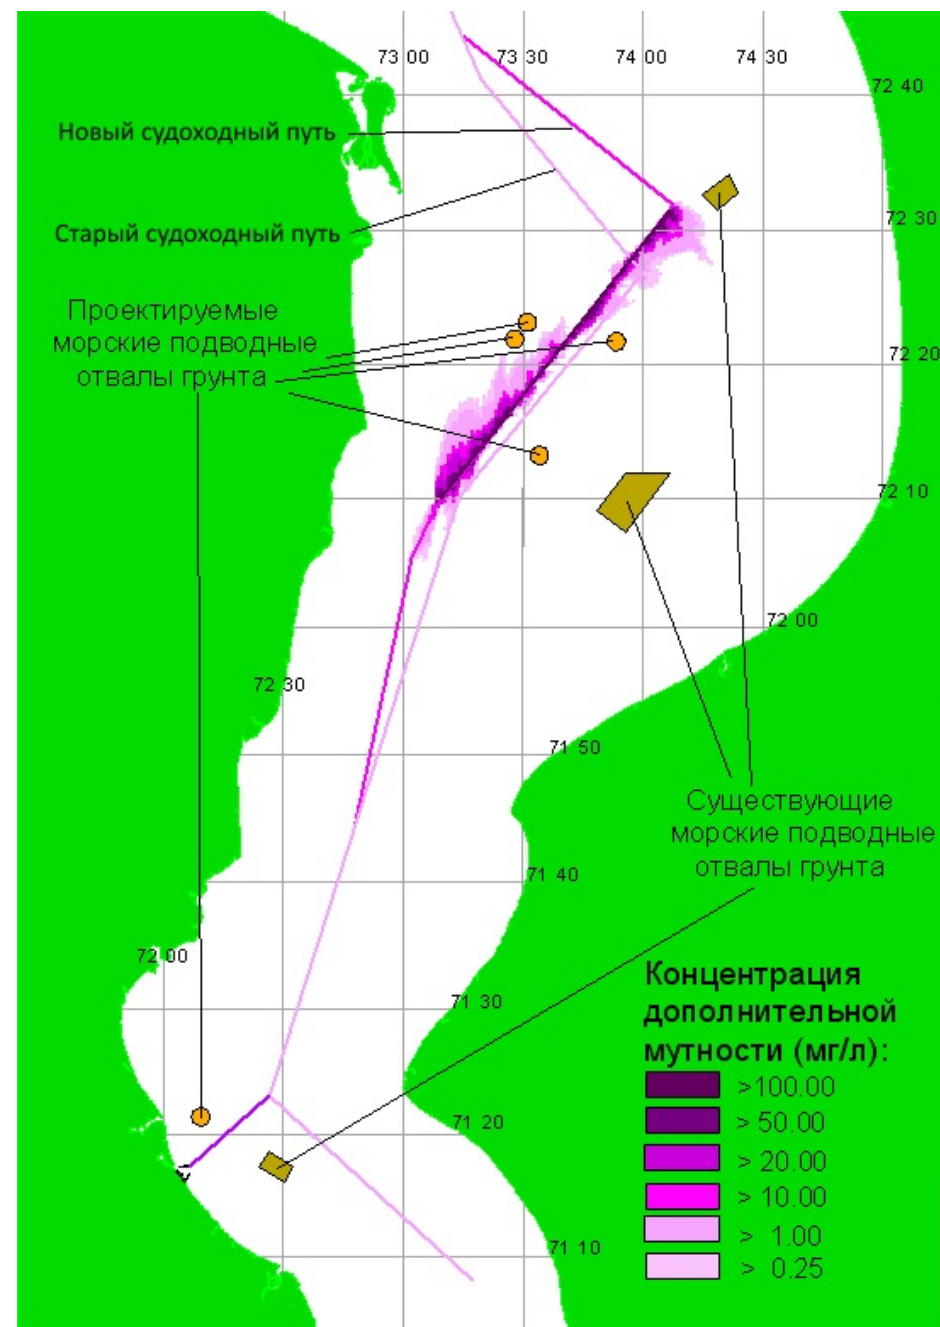 73 00
73 30
74 00
74 30
72 40
Новый судоходный путь
72 30
Старый судоходный путь
Проектируемые
морские подводные
отвалы грунта
72 20
72 10
72 00
72 30
71 50
Существующие
морские подводные
отвалы грунта
71 40
72 00
Концентрация
дополнительной
мутности (мг/л):
71 30
>100.00
> 50.00
71 20
> 20.00
> 10.00
> 1.00
71 10
> 0.25